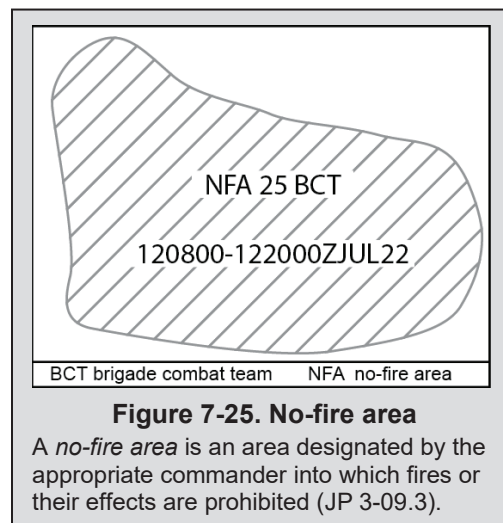 NFA 25 BCT
120800-122000ZJUL22
BCT brigade combat team NFA no-fire area
Figure 7-25. No-fire area
A no-fire area is an area designated by the
appropriate commander into which fires or
their effects are prohibited (JP 3-09.3).